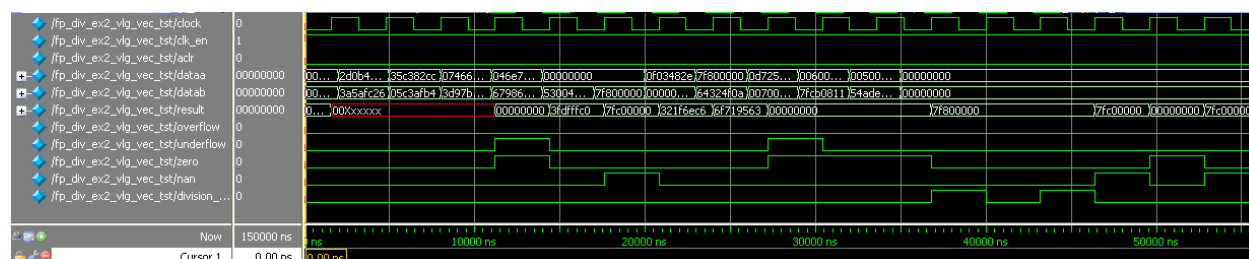 /fp_div_ex2_vlg_vec_tst/clock 0
/fp_div_ex2_vlg_vec_tst/clk_en 1
/fp_div_ex2_vlg_vec_tst/aclr 0
/fp_div_ex2_vlg_vec_tst/dataa 00000000 00... 2d0b4... 35c382cc 07466... 046e7... 00000000 0f03482e 7f800000 0d725... 00600... 00500... 00000000
/fp_div_ex2_vlg_vec_tst/datab 00000000 00... 3a5afc26 05c3afb4 3d97b... 67986... 53004... 7f800000 00000... 64324f0a 00700... 7fcb0811 54ade... 00000000
/fp_div_ex2_vlg_vec_tst/result 00000000 0... 00Xxxxxx 00000000 3fdfffc0 7fc00000 321f6ec6 6f719563 00000000 7f800000 7fc00000 00000000 7fc00000
/fp_div_ex2_vlg_vec_tst/overflow 0
/fp_div_ex2_vlg_vec_tst/underflow 0
/fp_div_ex2_vlg_vec_tst/zero 0
/fp_div_ex2_vlg_vec_tst/nan 0
/fp_div_ex2_vlg_vec_tst/division_... 0
Now 150000 ns ns 10000 ns 20000 ns 30000 ns 40000 ns 50000 ns
Cursor 1 0.00 ns 0.00 ns